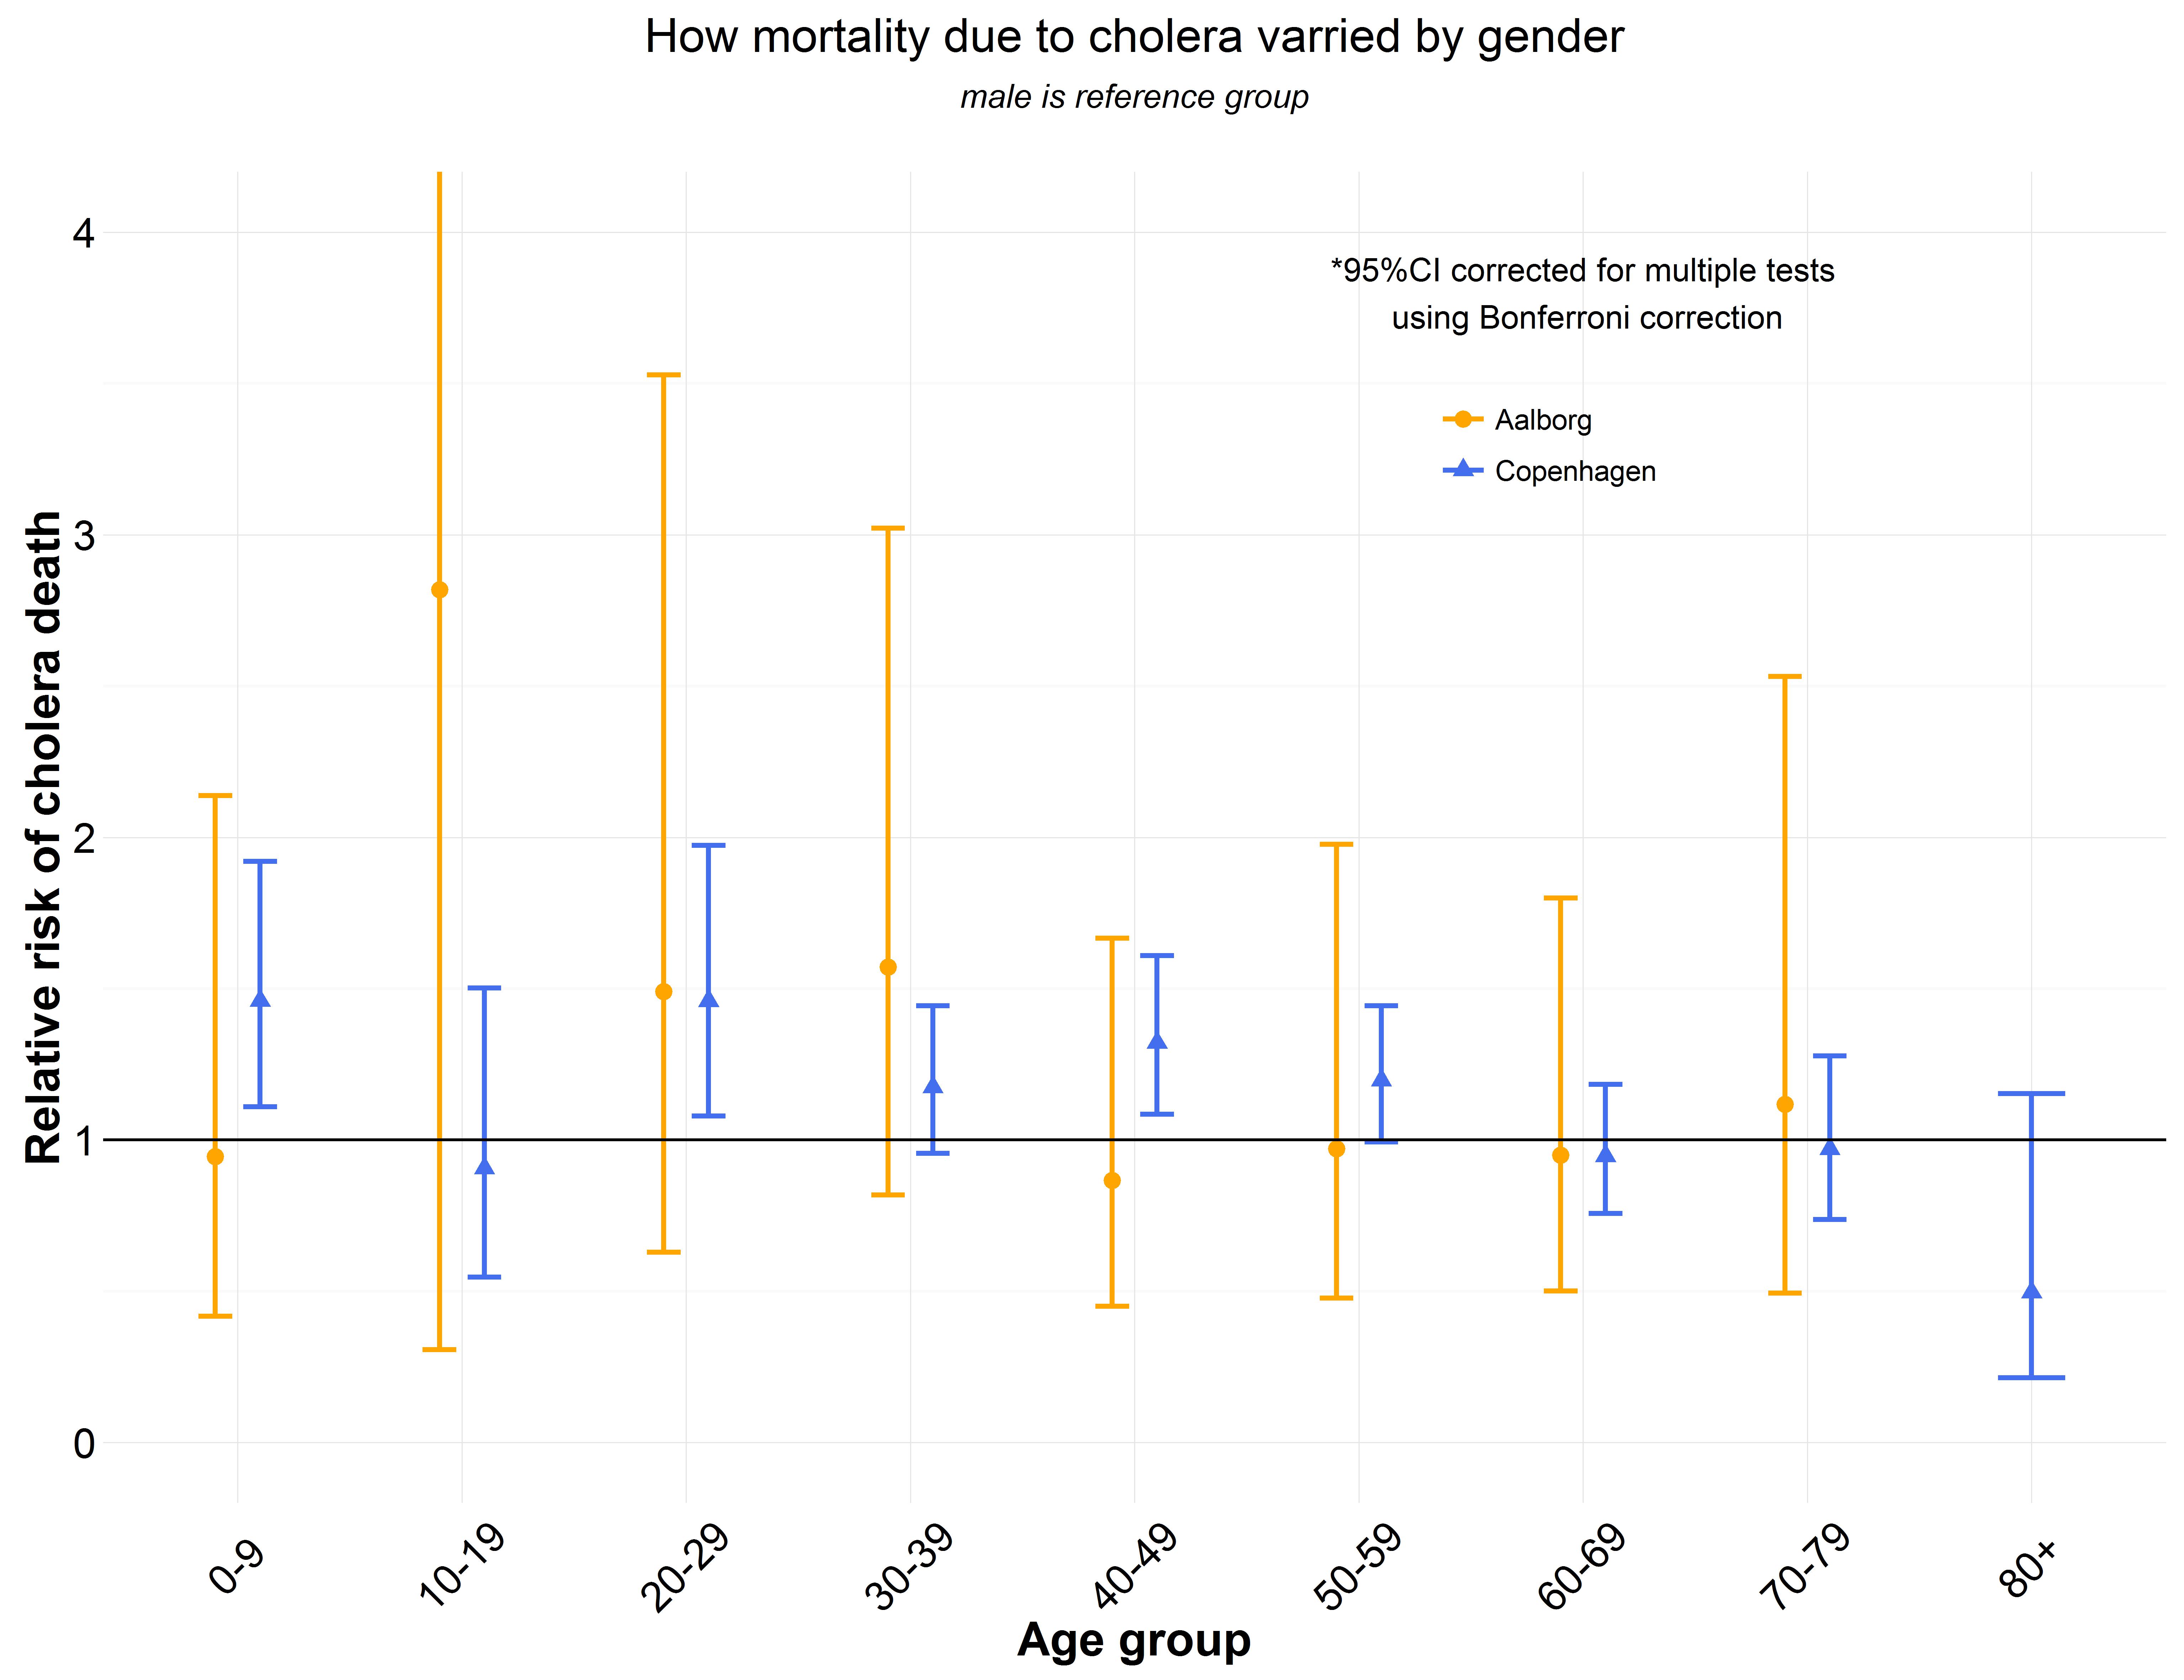 How mortality due to cholera varried by gender
male is reference group
*95%CI corrected for multiple tests
using Bonferroni correction
Aalborg
Copenhagen
Relative risk of cholera death
4
3
2
1
0
0-9
10-19
20-29
30-39
40-49
50-59
60-69
70-79
80+
Age group